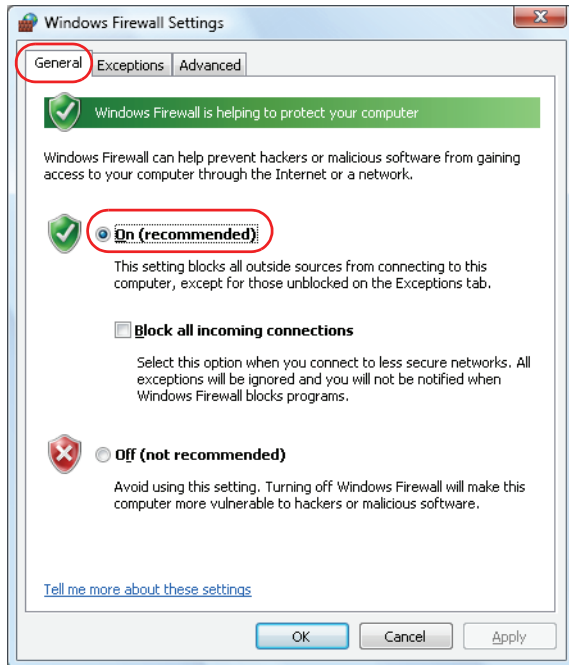 Windows Firewall Settings
General Exceptions Advanced
Windows Firewall is helping to protect your computer
Windows Firewall can help prevent hackers or malicious software from gaining
access to your computer through the Internet or a network.
On (recommended)
This setting blocks all outside sources from connecting to this
computer, except for those unblocked on the Exceptions tab.
Block all incoming connections
Select this option when you connect to less secure networks. All
exceptions will be ignored and you will not be notified when
Windows Firewall blocks programs.
Off (not recommended)
Avoid using this setting. Turning off Windows Firewall will make this
computer more vulnerable to hackers or malicious software.
Tell me more about these settings
OK Cancel Apply